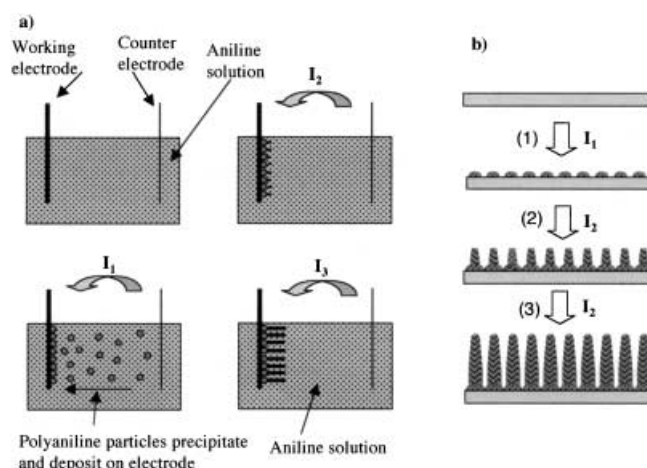 a)
Working
electrode
Counter
electrode
Aniline
solution
I2
I1
I3
Polyaniline particles precipitate
and deposit on electrode
Aniline solution
b)
(1) I1
(2) I2
(3) I2